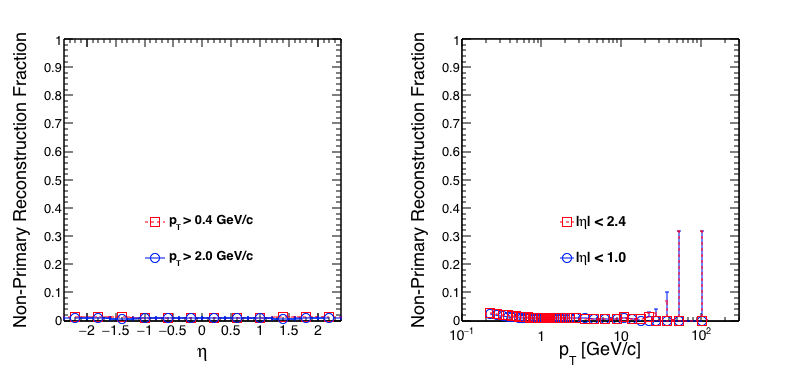 Non-Primary Reconstruction Fraction
1
0.9
0.8
0.7
0.6
0.5
0.4
0.3
0.2
0.1
0
p_T > 0.4 GeV/c
p_T > 2.0 GeV/c
−2 −1.5 −1 −0.5 0 0.5 1 1.5 2
η
Non-Primary Reconstruction Fraction
1
0.9
0.8
0.7
0.6
0.5
0.4
0.3
0.2
0.1
0
|η| < 2.4
|η| < 1.0
10⁻¹ 1 10 10²
p_T [GeV/c]